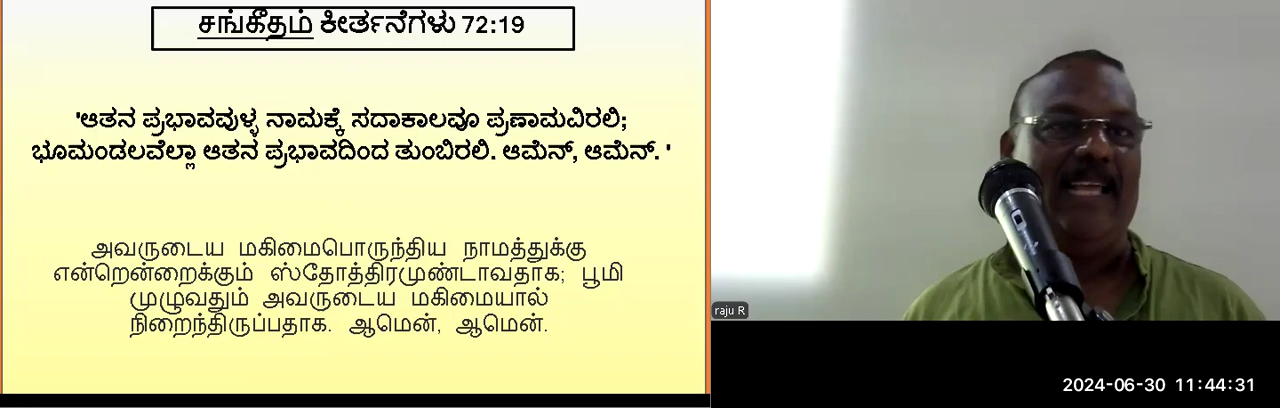 சங்கீதம் ಕೀರ್ತನೆಗಳು 72:19
'ಆತನ ಪ್ರಭಾವವುಳ್ಳ ನಾಮಕ್ಕೆ ಸದಾಕಾಲವೂ ಪ್ರಣಾಮವಿರಲಿ;
ಭೂಮಂಡಲವೆಲ್ಲಾ ಆತನ ಪ್ರಭಾವದಿಂದ ತುಂಬಿರಲಿ. ಆಮೆನ್, ಆಮೆನ್. '
அவருடைய மகிமைபொருந்திய நாமத்துக்கு
என்றென்றைக்கும் ஸ்தோத்திரமுண்டாவதாக; பூமி
முழுவதும் அவருடைய மகிமையால்
நிறைந்திருப்பதாக. ஆமென், ஆமென்.
raju R
2024-06-30 11:44:31